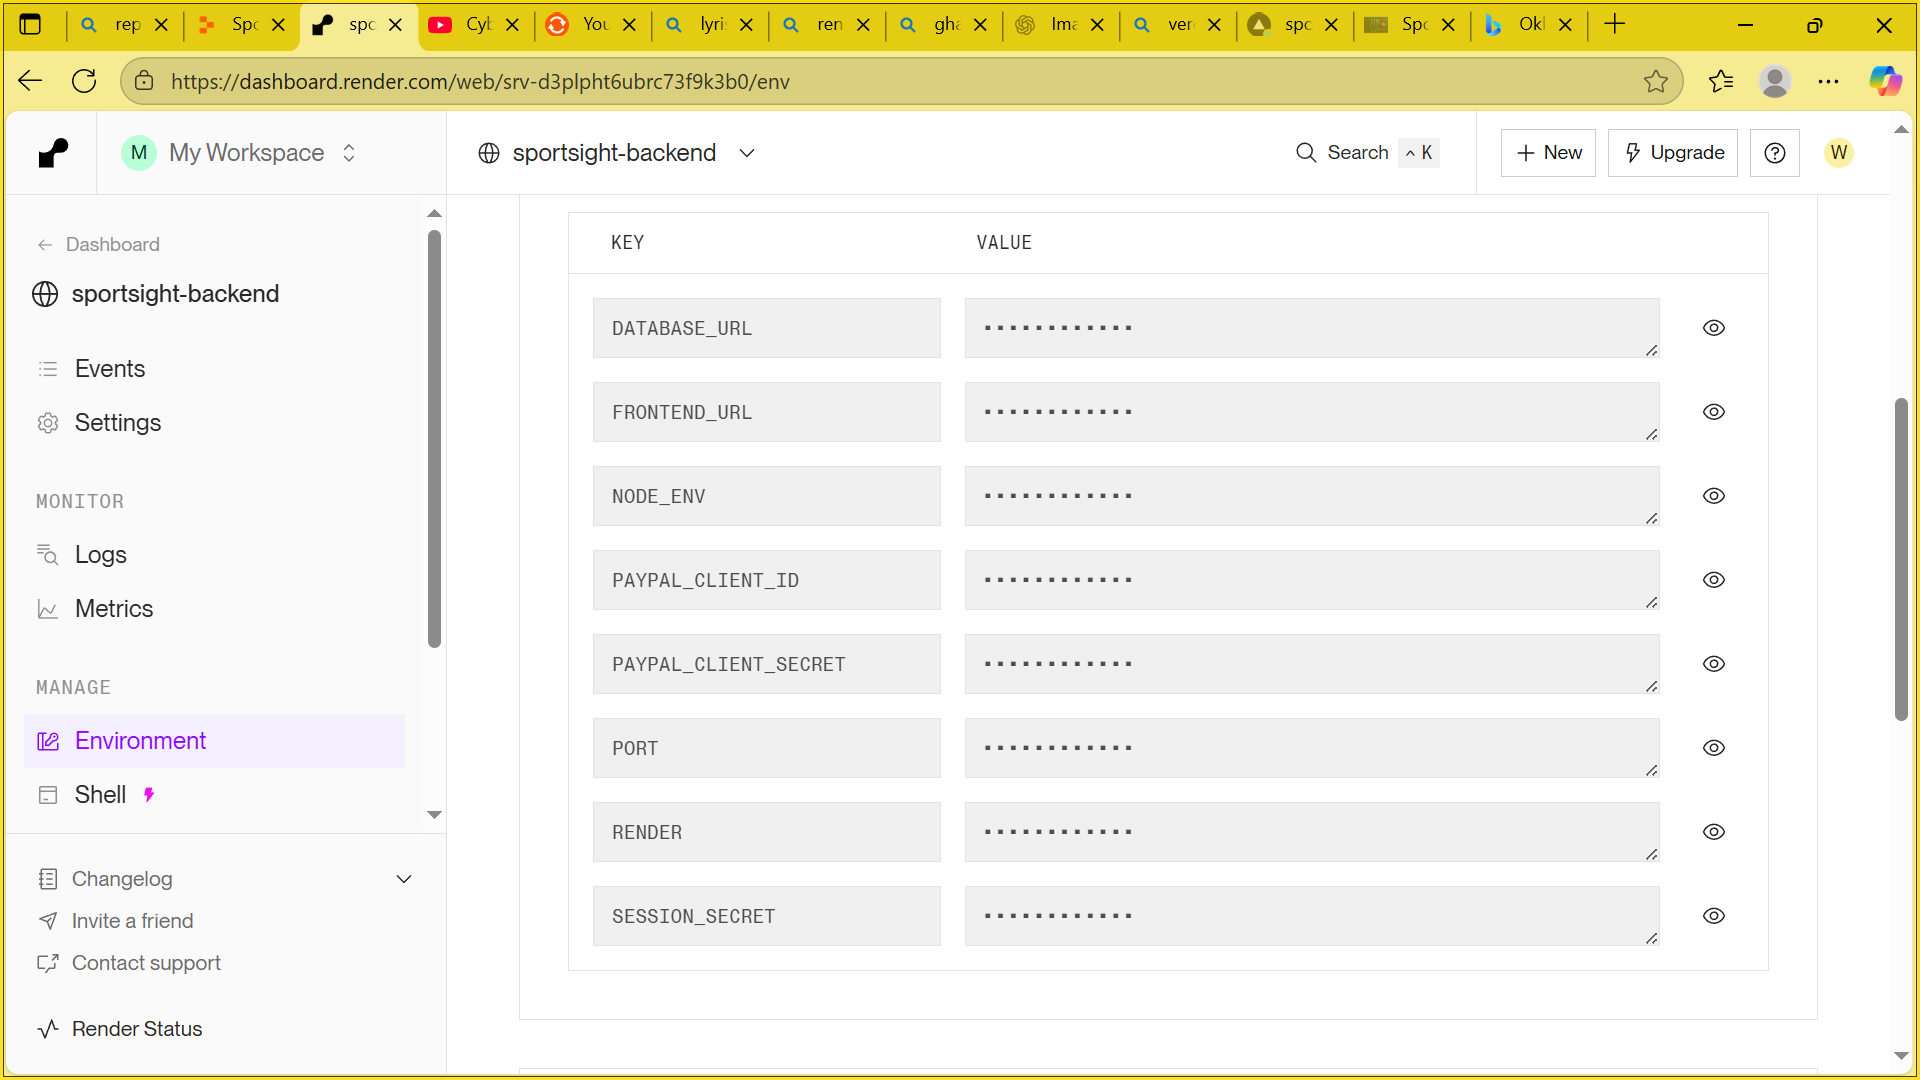 rep
Spo
spo
Cyb
You
lyri
ren
gha
Ima
ver
spo
Spo
Okl
https://dashboard.render.com/web/srv-d3plpht6ubrc73f9k3b0/env
M
My Workspace
sportsight-backend
Search
K
New
Upgrade
W
Dashboard
sportsight-backend
Events
Settings
MONITOR
Logs
Metrics
MANAGE
Environment
Shell
Changelog
Invite a friend
Contact support
Render Status
KEY VALUE
DATABASE_URL
FRONTEND_URL
NODE_ENV
PAYPAL_CLIENT_ID
PAYPAL_CLIENT_SECRET
PORT
RENDER
SESSION_SECRET